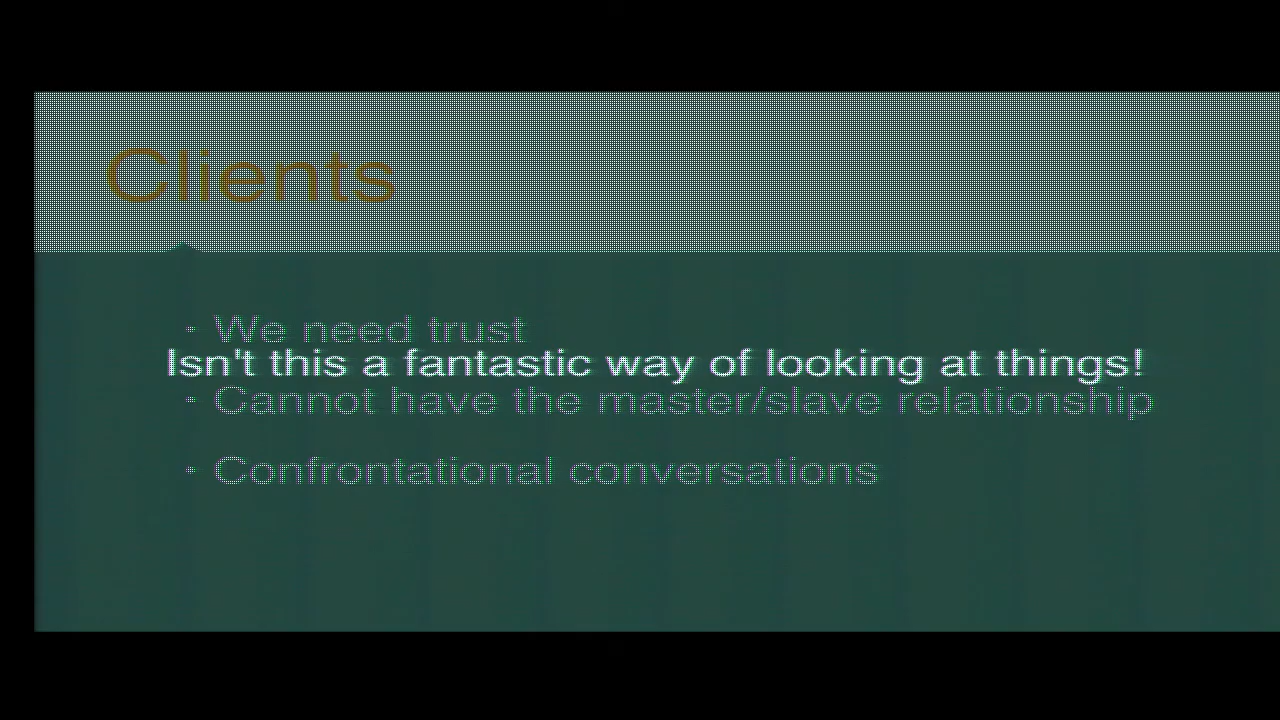 Clients
· We need trust
Isn't this a fantastic way of looking at things!
· Cannot have the master/slave relationship
· Confrontational conversations